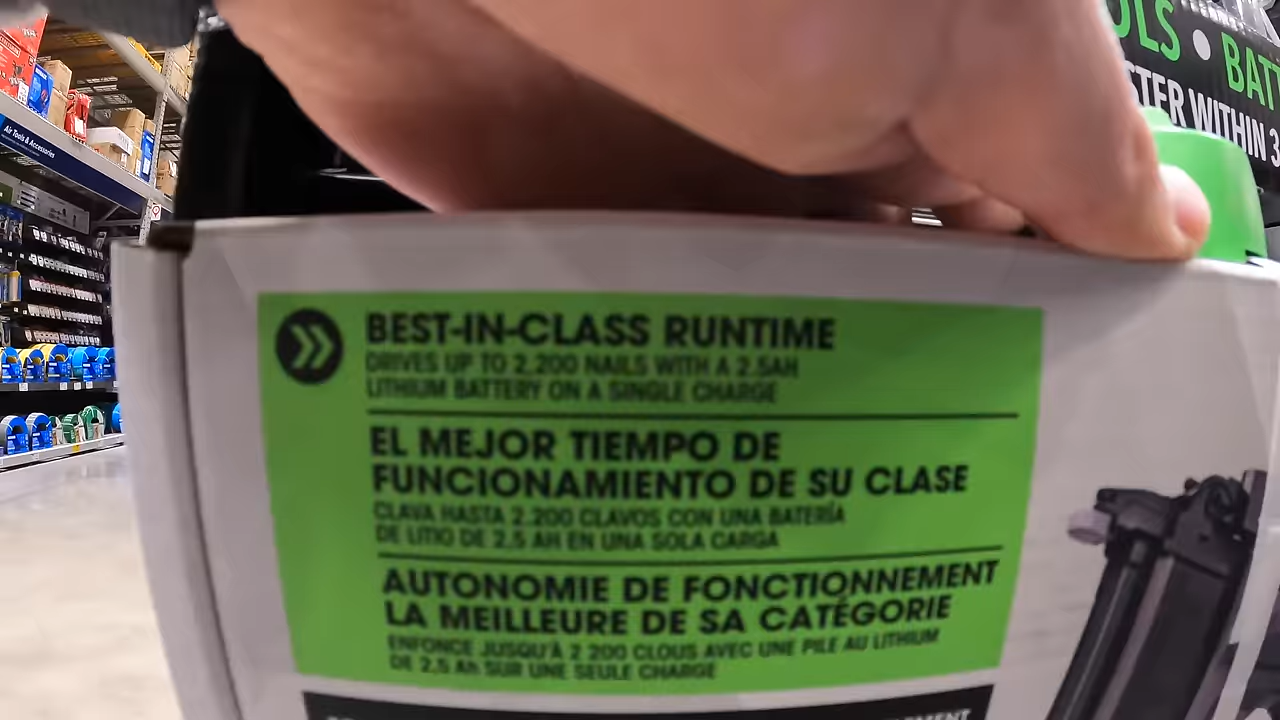 OLS • BATT
STER WITHIN 3
Air Tools & Accessories
BEST-IN-CLASS RUNTIME
DRIVES UP TO 2,200 NAILS WITH A 2.5AH
LITHIUM BATTERY ON A SINGLE CHARGE
EL MEJOR TIEMPO DE
FUNCIONAMIENTO DE SU CLASE
CLAVA HASTA 2.200 CLAVOS CON UNA BATERÍA
DE LITIO DE 2,5 AH EN UNA SOLA CARGA
AUTONOMIE DE FONCTIONNEMENT
LA MEILLEURE DE SA CATÉGORIE
ENFONCE JUSQU'À 2 200 CLOUS AVEC UNE PILE AU LITHIUM
DE 2,5 Ah SUR UNE SEULE CHARGE